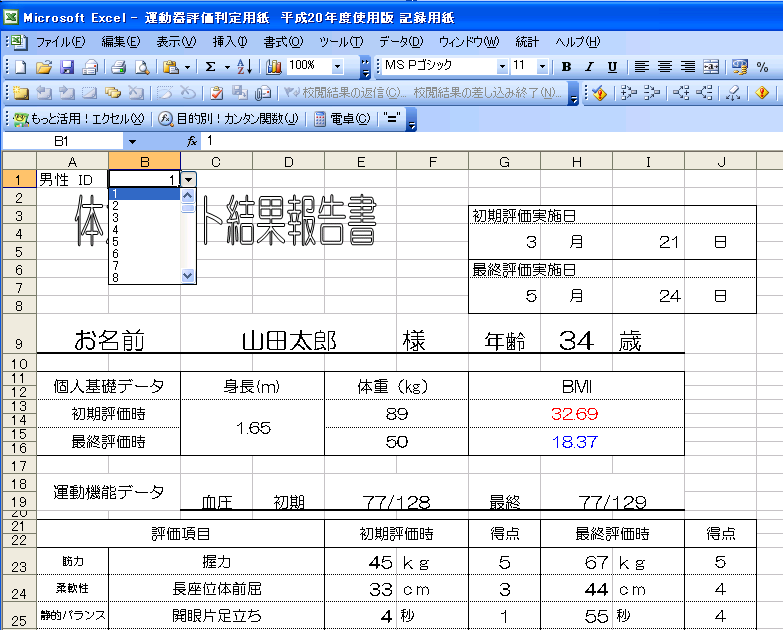 Microsoft Excel - 運動器評価判定用紙 平成20年度使用版 記録用紙
ファイル(F) 編集(E) 表示(V) 挿入(I) 書式(O) ツール(T) データ(D) ウィンドウ(W) 統計 ヘルプ(H)
Σ 100% MS Pゴシック 11 B I U %
校閲結果の返信(C)... 校閲結果の差し込み終了(N)...
もっと活用！エクセル(X) 目的別！カンタン関数(J) 電卓(C) "="
B1 fx 1
A B C D E F G H I J
1 男性 ID 1
1
2
3
4
5
6
7
8
2
3 体 ト結果報告書 初期評価実施日
4 3 月 21 日
5
6 最終評価実施日
7 5 月 24 日
8
9 お名前 山田太郎 様 年齢 34 歳
10
11 個人基礎データ 身長(m) 体重（kg） BMI
12
13 初期評価時 1.65 89 32.69
14
15 最終評価時 50 18.37
16
17
18 運動機能データ
19 血圧 初期 77/128 最終 77/129
20
21 評価項目 初期評価時 得点 最終評価時 得点
22
23 筋力 握力 45 ｋｇ 5 67 ｋｇ 5
24 柔軟性 長座位体前屈 33 ｃｍ 3 44 ｃｍ 4
25 静的バランス 開眼片足立ち 4 秒 1 55 秒 4